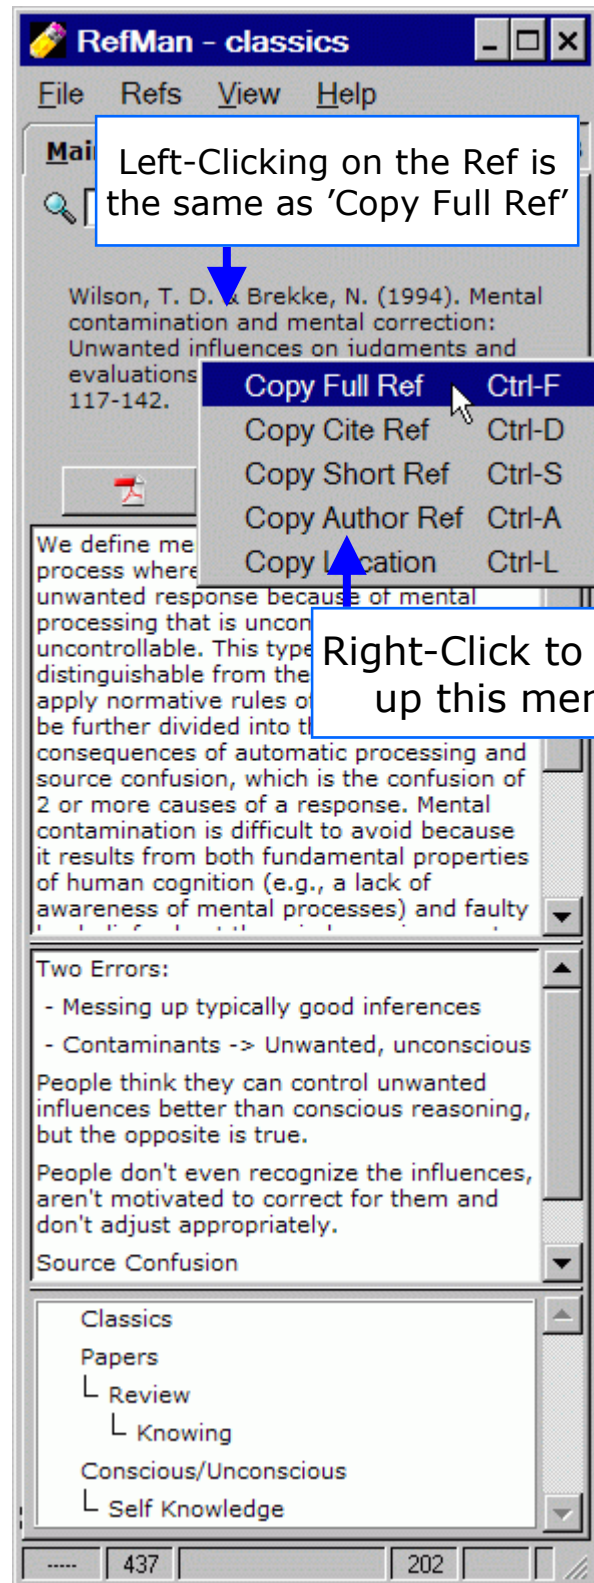 RefMan - classics
File Refs View Help
Mai
Left-Clicking on the Ref is
the same as ’Copy Full Ref’
Wilson, T. D. & Brekke, N. (1994). Mental
contamination and mental correction:
Unwanted influences on judgments and
evaluations
117-142.
Copy Full Ref Ctrl-F
Copy Cite Ref Ctrl-D
Copy Short Ref Ctrl-S
Copy Author Ref Ctrl-A
Copy Location Ctrl-L
Right-Click to
up this men
We define me
process where
unwanted response because of mental
processing that is uncon
uncontrollable. This type
distinguishable from the
apply normative rules of
be further divided into th
consequences of automatic processing and
source confusion, which is the confusion of
2 or more causes of a response. Mental
contamination is difficult to avoid because
it results from both fundamental properties
of human cognition (e.g., a lack of
awareness of mental processes) and faulty
Two Errors:
- Messing up typically good inferences
- Contaminants -> Unwanted, unconscious
People think they can control unwanted
influences better than conscious reasoning,
but the opposite is true.
People don't even recognize the influences,
aren't motivated to correct for them and
don't adjust appropriately.
Source Confusion
Classics
Papers
Review
Knowing
Conscious/Unconscious
Self Knowledge
----- 437 202